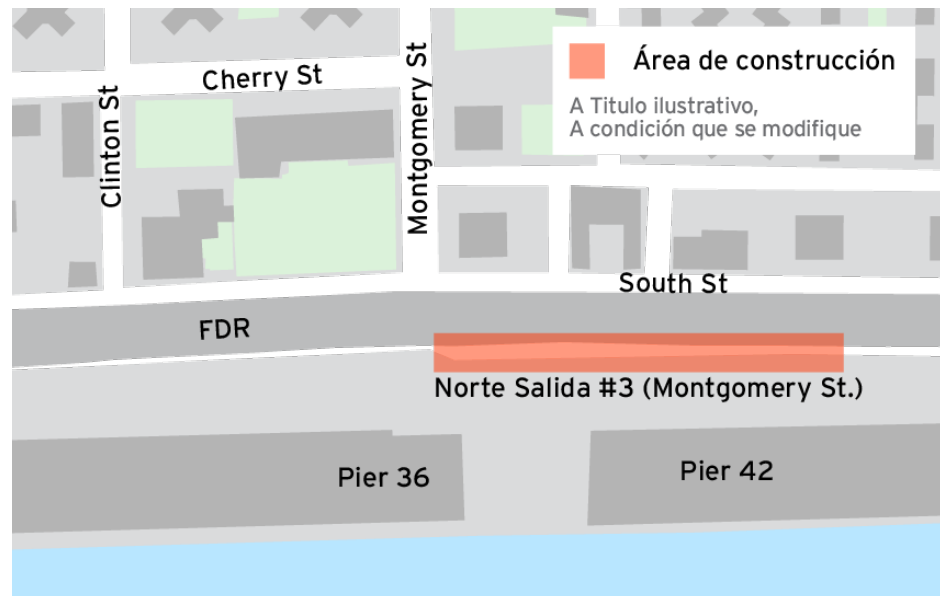 Cherry St
Clinton St
Montgomery St
Área de construcción
A Titulo ilustrativo,
A condición que se modifique
South St
FDR
Norte Salida #3 (Montgomery St.)
Pier 36
Pier 42